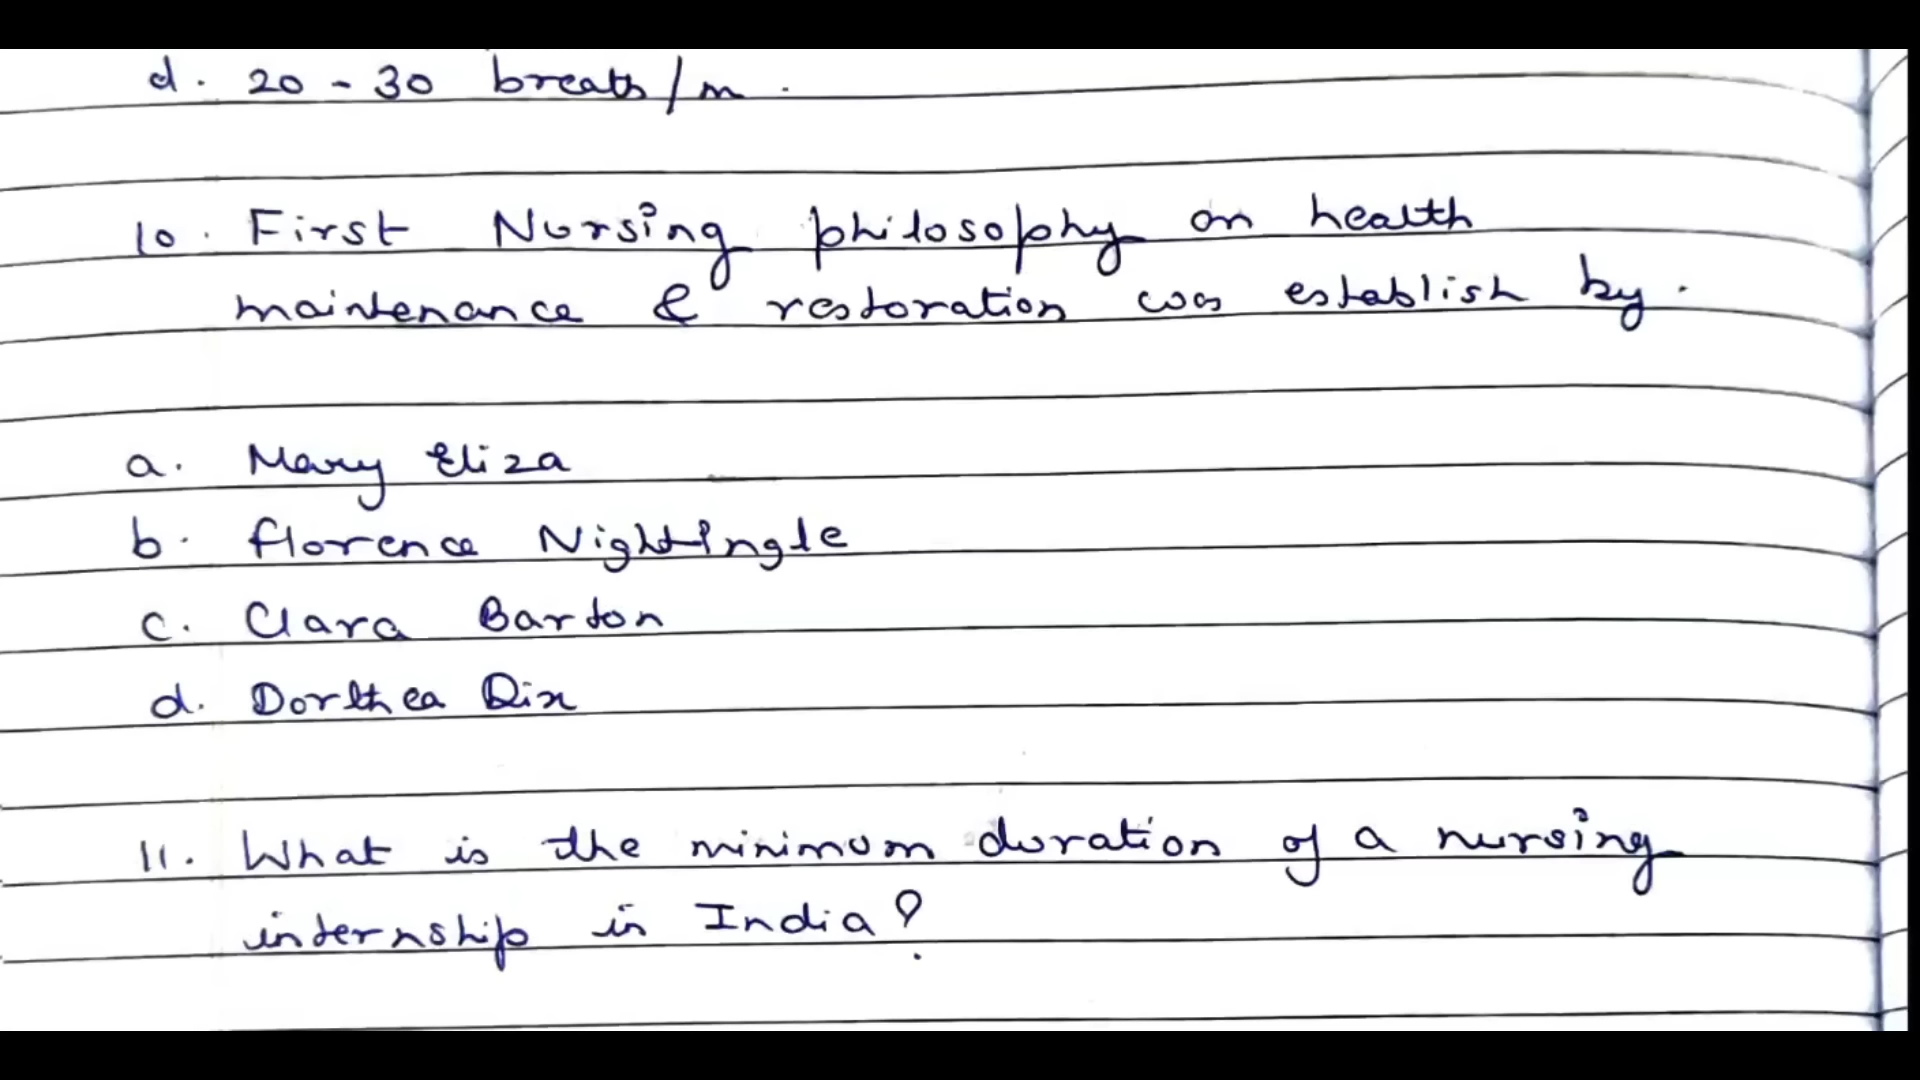 d. 20 - 30 breath/m.
10. First Nursing philosophy on health
maintenance & restoration was establish by.
a. Mary Eliza
b. florence Nightingle
c. Clara Barton
d. Dorthea Dix
11. What is the minimum duration of a nursing
internship in India?